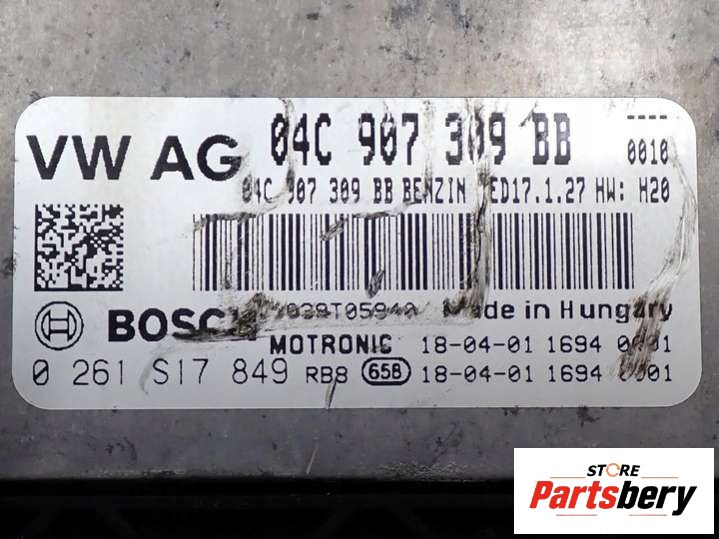 VW AG 04C 907 309 BB ----
0010
04C 907 309 BB BENZIN ED17.1.27 HW: H20
BOSCH Made in Hungary
MOTRONIC 18-04-01 1694 0001
0 261 S17 849 RB8 65B 18-04-01 1694 0001
STORE
Partsbery